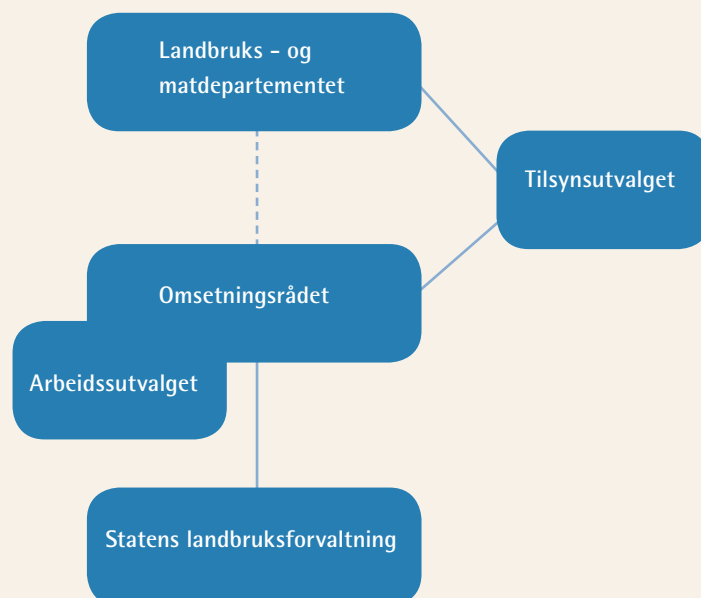 Landbruks - og
matdepartementet
Tilsynsutvalget
Omsetningsrådet
Arbeidssutvalget
Statens landbruksforvaltning